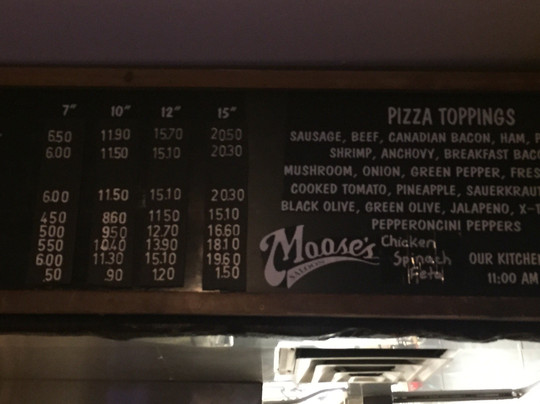 7" 10" 12" 15"
6.50 11.90 15.70 20.50
6.00 11.50 15.10 20.30
6.00 11.50 15.10 20.30
4.50 8.60 11.50 15.10
5.00 9.50 12.70 16.60
5.50 10.40 13.90 18.10
6.00 11.30 15.10 19.60
.50 .90 1.20 1.50
PIZZA TOPPINGS
SAUSAGE, BEEF, CANADIAN BACON, HAM, P
SHRIMP, ANCHOVY, BREAKFAST BACO
MUSHROOM, ONION, GREEN PEPPER, FRES
COOKED TOMATO, PINEAPPLE, SAUERKRAUT
BLACK OLIVE, GREEN OLIVE, JALAPENO, X-T
PEPPERONCINI PEPPERS
Moose's
SALOON
Chicken
Spinach
Feta
OUR KITCHE
11:00 AM